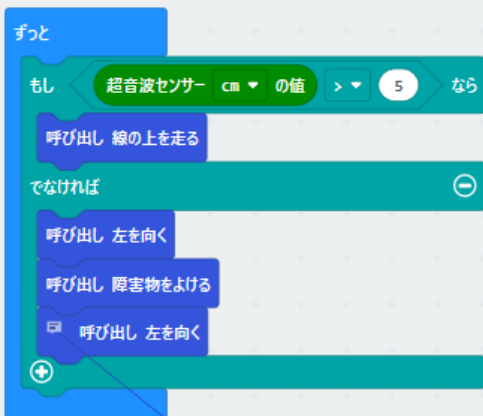 ずっと
もし 超音波センサー cm の値 > 5 なら
呼び出し 線の上を走る
でなければ
呼び出し 左を向く
呼び出し 障害物をよける
呼び出し 左を向く